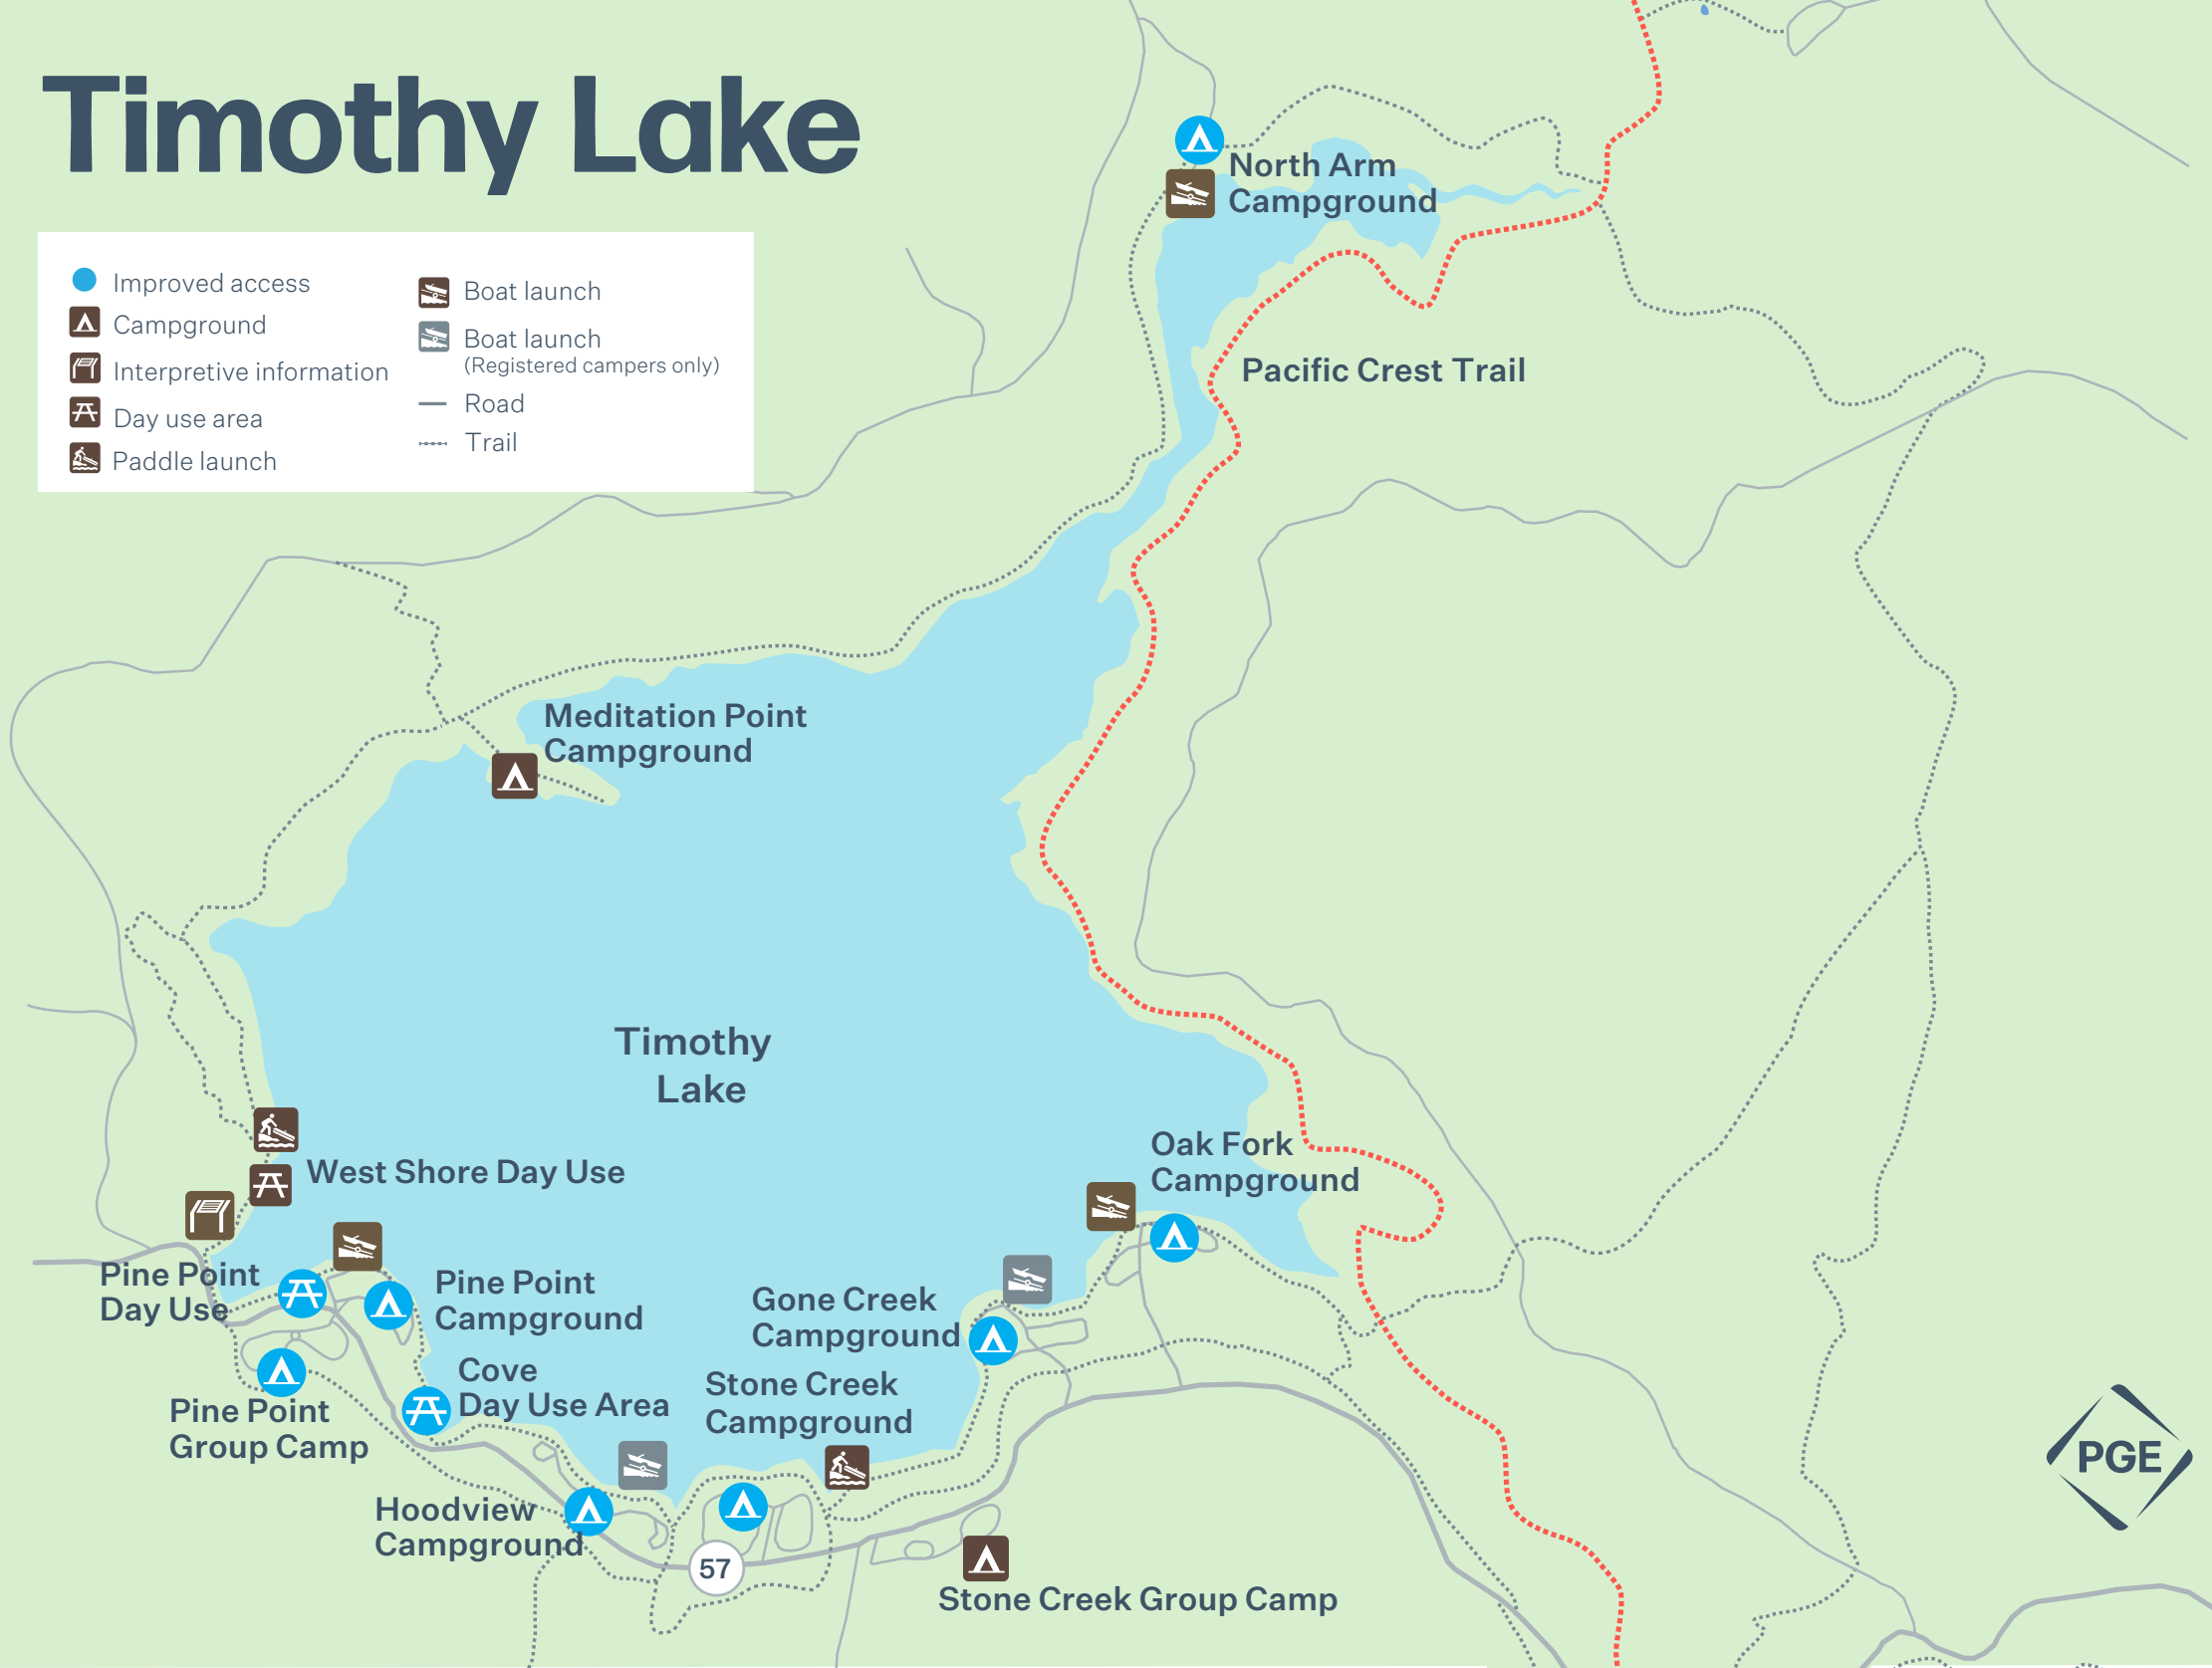 Timothy Lake
Improved access
Campground
Interpretive information
Day use area
Paddle launch
Boat launch
Boat launch
(Registered campers only)
Road
Trail
North Arm
Campground
Pacific Crest Trail
Meditation Point
Campground
Timothy
Lake
West Shore Day Use
Oak Fork
Campground
Pine Point
Day Use
Pine Point
Campground
Gone Creek
Campground
Cove
Day Use Area
Stone Creek
Campground
Pine Point
Group Camp
Hoodview
Campground
57
Stone Creek Group Camp
PGE